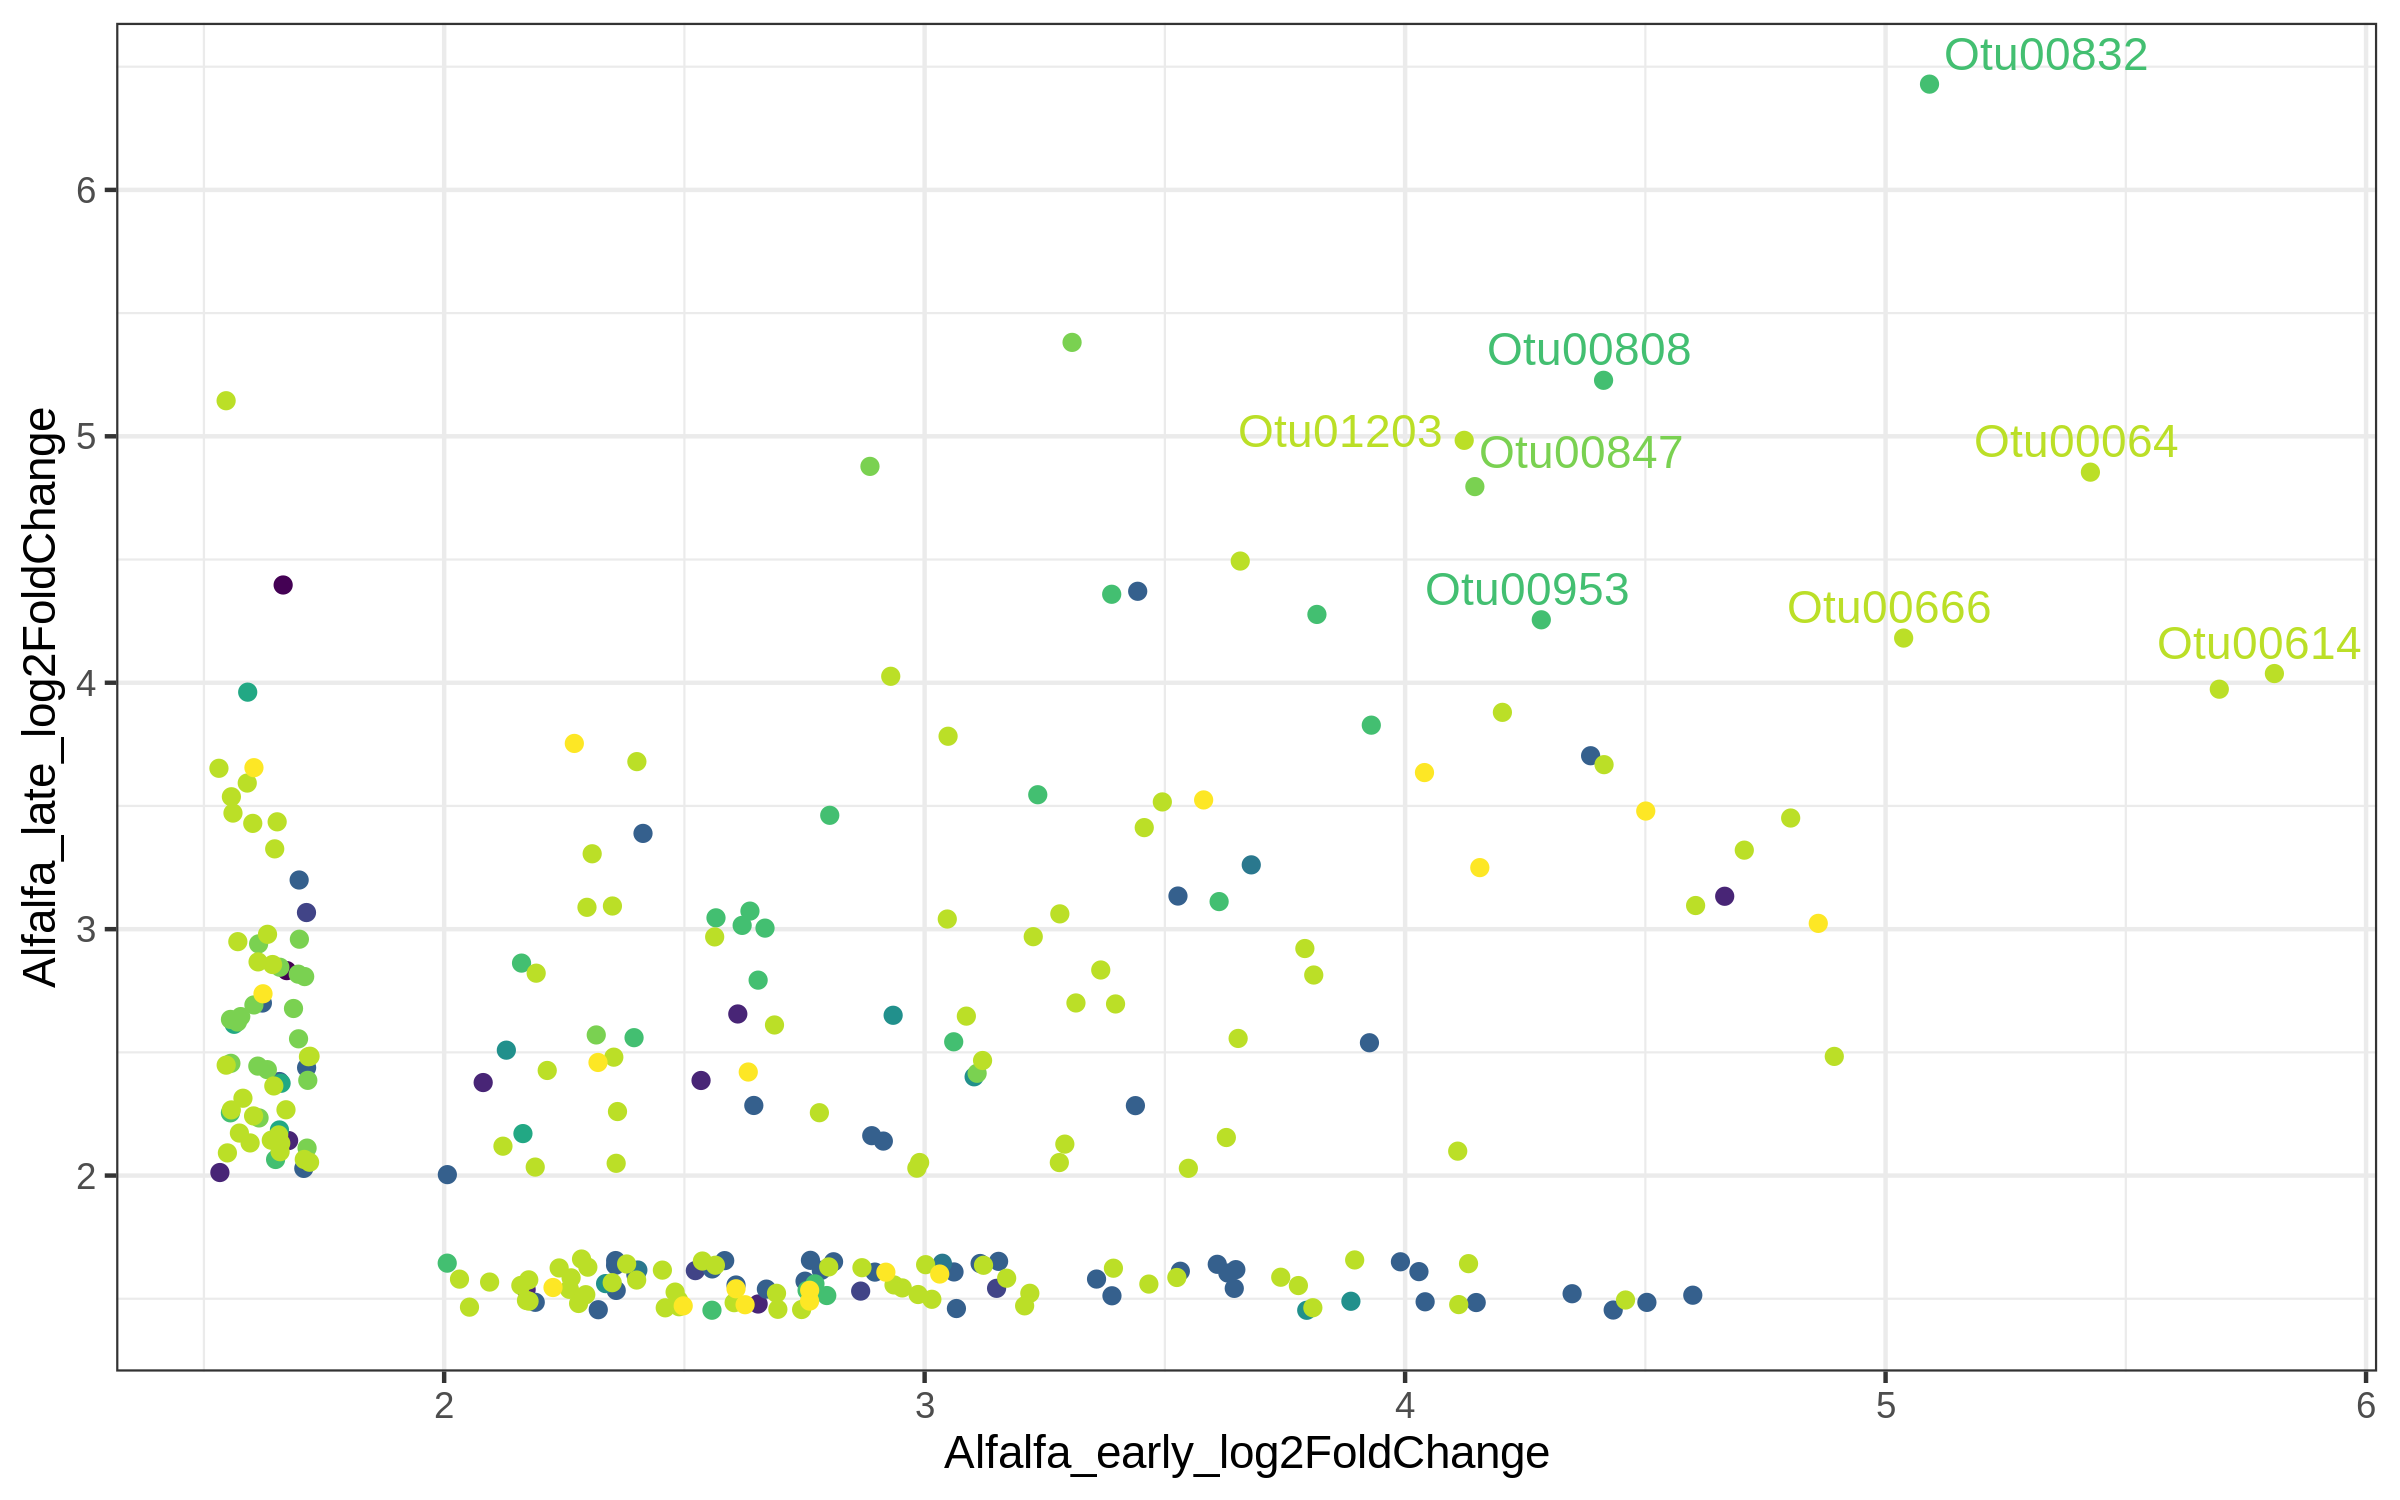 Otu00832
6
Otu00808
Otu01203
5
Otu00847
Otu00064
Otu00953
Otu00666
Otu00614
4
3
2
Alfalfa_late_log2FoldChange
2
3
4
5
6
Alfalfa_early_log2FoldChange